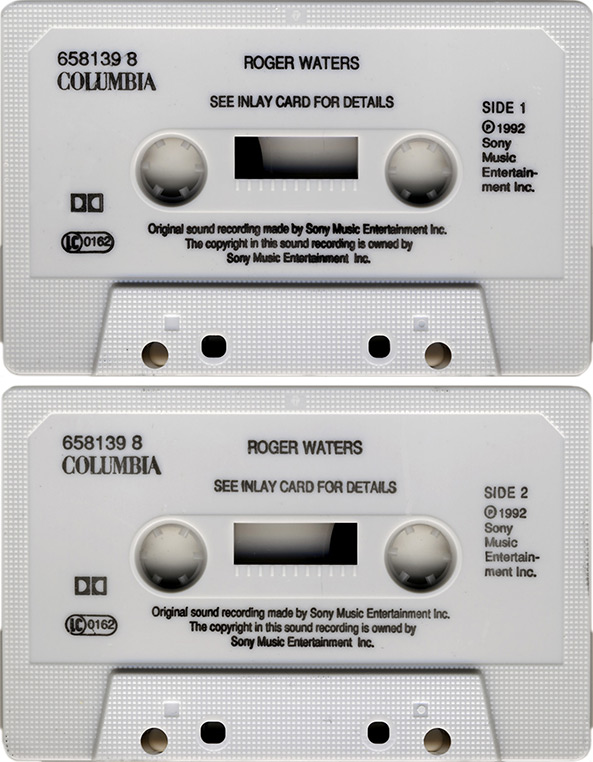 658139 8
COLUMBIA
ROGER WATERS
SEE INLAY CARD FOR DETAILS
SIDE 1
℗ 1992
Sony
Music
Entertain-
ment Inc.
LC 0162
Original sound recording made by Sony Music Entertainment Inc.
The copyright in this sound recording is owned by
Sony Music Entertainment Inc.
658139 8
COLUMBIA
ROGER WATERS
SEE INLAY CARD FOR DETAILS
SIDE 2
℗ 1992
Sony
Music
Entertain-
ment Inc.
LC 0162
Original sound recording made by Sony Music Entertainment Inc.
The copyright in this sound recording is owned by
Sony Music Entertainment Inc.